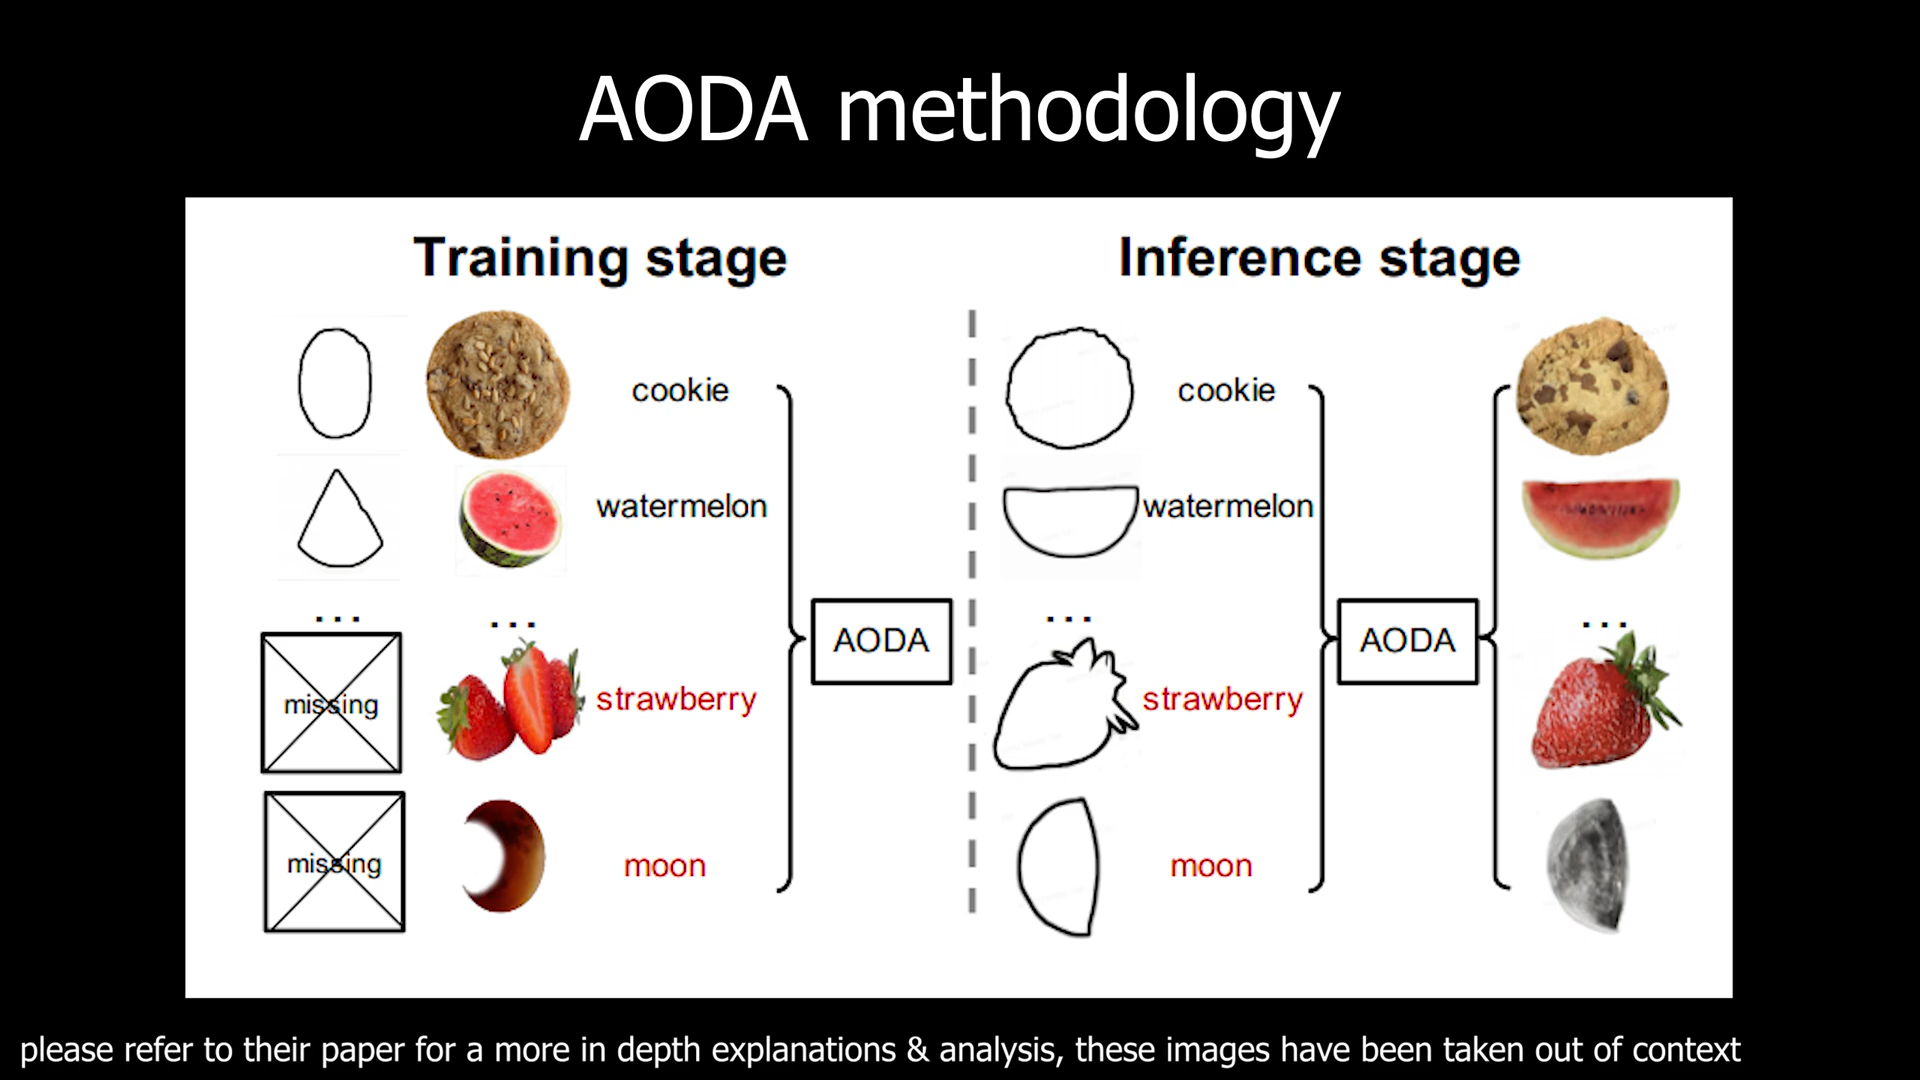 AODA methodology
Training stage
Inference stage
cookie
cookie
watermelon
watermelon
...
...
...
...
AODA
AODA
missing
strawberry
strawberry
missing
moon
moon
please refer to their paper for a more in depth explanations & analysis, these images have been taken out of context